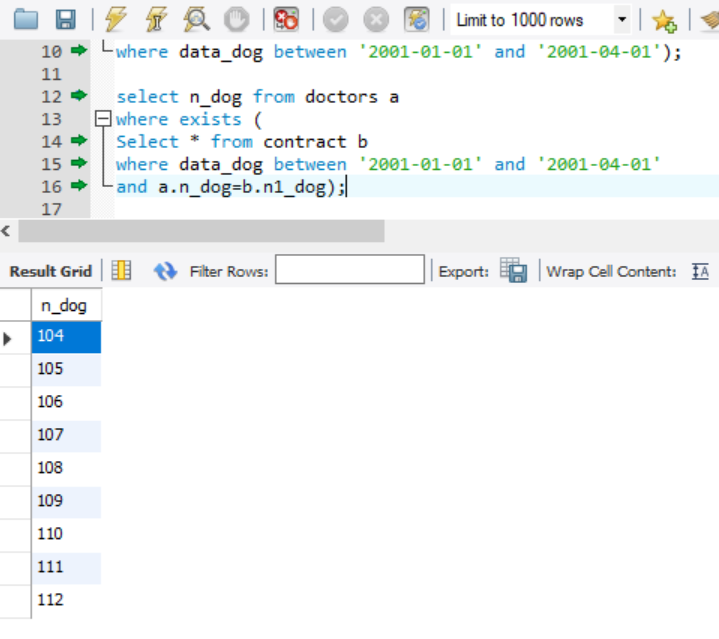 Limit to 1000 rows
10 where data_dog between '2001-01-01' and '2001-04-01');
11
12 select n_dog from doctors a
13 where exists (
14 Select * from contract b
15 where data_dog between '2001-01-01' and '2001-04-01'
16 and a.n_dog=b.n1_dog);
17
Result Grid Filter Rows: Export: Wrap Cell Content:
n_dog
104
105
106
107
108
109
110
111
112